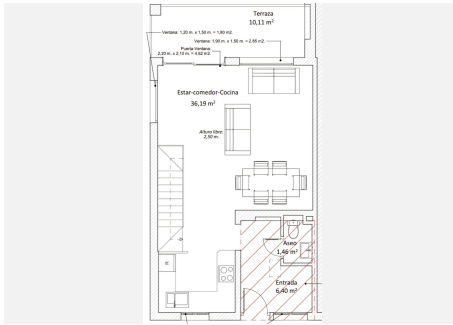 Terraza
10,11 m²
Ventana: 1,20 m. x 1,50 m. = 1,80 m2.
Ventana: 1,90 m. x 1,50 m. = 2,85 m2.
Puerta-Ventana:
2,20 m. x 2,10 m. = 4,62 m2.
Estar-comedor-Cocina
36,19 m²
Altura libre:
2,50 m.
Aseo
1,46 m²
Entrada
6,40 m²